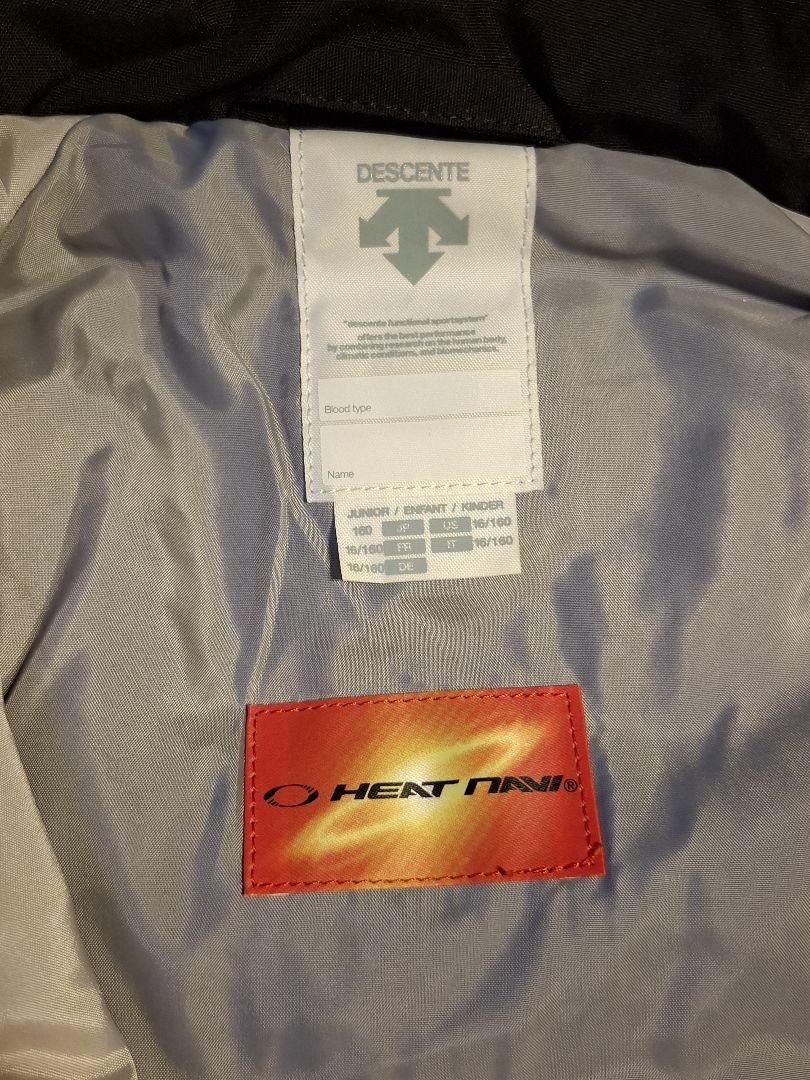 DESCENTE
"descente functional sportsystem"
offers the best performance
by combining research on the human body,
climatic conditions, and biomechanics.
Blood type
Name
JUNIOR / ENFANT / KINDER
160 JP US 16/160
16/160 FR IT 16/160
16/160 DE
HEAT NAVI®